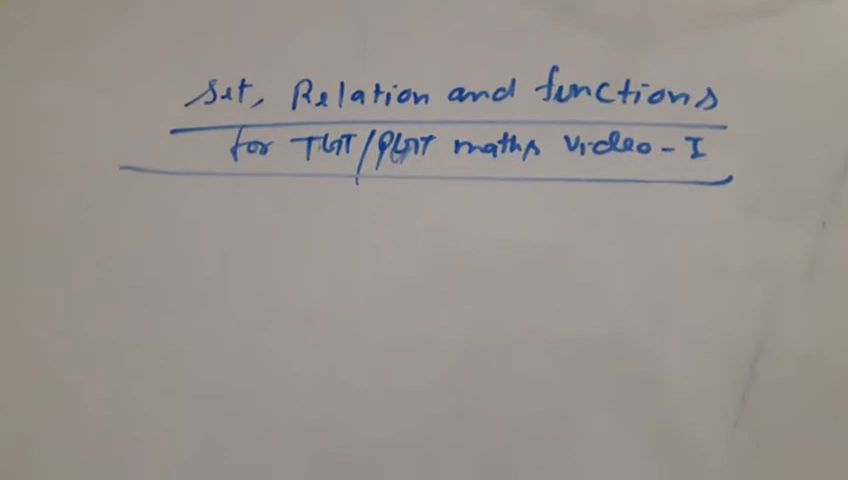 Set, Relation and functions
for TGT/PGT maths video-I